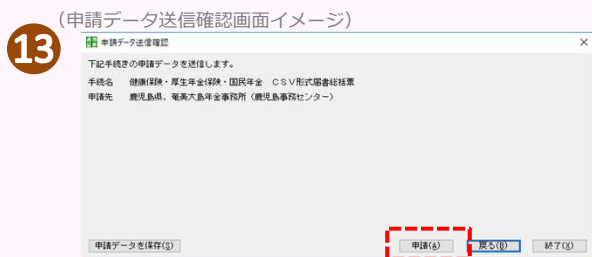 （申請データ送信確認画面イメージ）
13
申請データ送信確認
下記手続きの申請データを送信します。
手続名 健康保険・厚生年金保険・国民年金 ＣＳＶ形式届書総括票
申請先 鹿児島県，奄美大島年金事務所（鹿児島事務センター）
申請データを保存(S) 申請(A) 戻る(B) 終了(X)